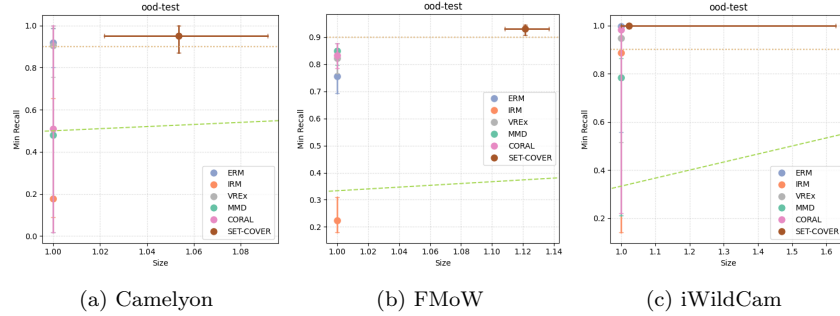 ood-test
Min Recall
1.0
0.8
0.6
0.4
0.2
0.0
1.00
1.02
1.04
1.06
1.08
Size
ERM
IRM
VREx
MMD
CORAL
SET-COVER
(a) Camelyon
ood-test
Min Recall
0.9
0.8
0.7
0.6
0.5
0.4
0.3
0.2
1.00
1.02
1.04
1.06
1.08
1.10
1.12
1.14
Size
ERM
IRM
VREx
MMD
CORAL
SET-COVER
(b) FMoW
ood-test
Min Recall
1.0
0.8
0.6
0.4
0.2
1.0
1.1
1.2
1.3
1.4
1.5
1.6
Size
ERM
IRM
VREx
MMD
CORAL
SET-COVER
(c) iWildCam